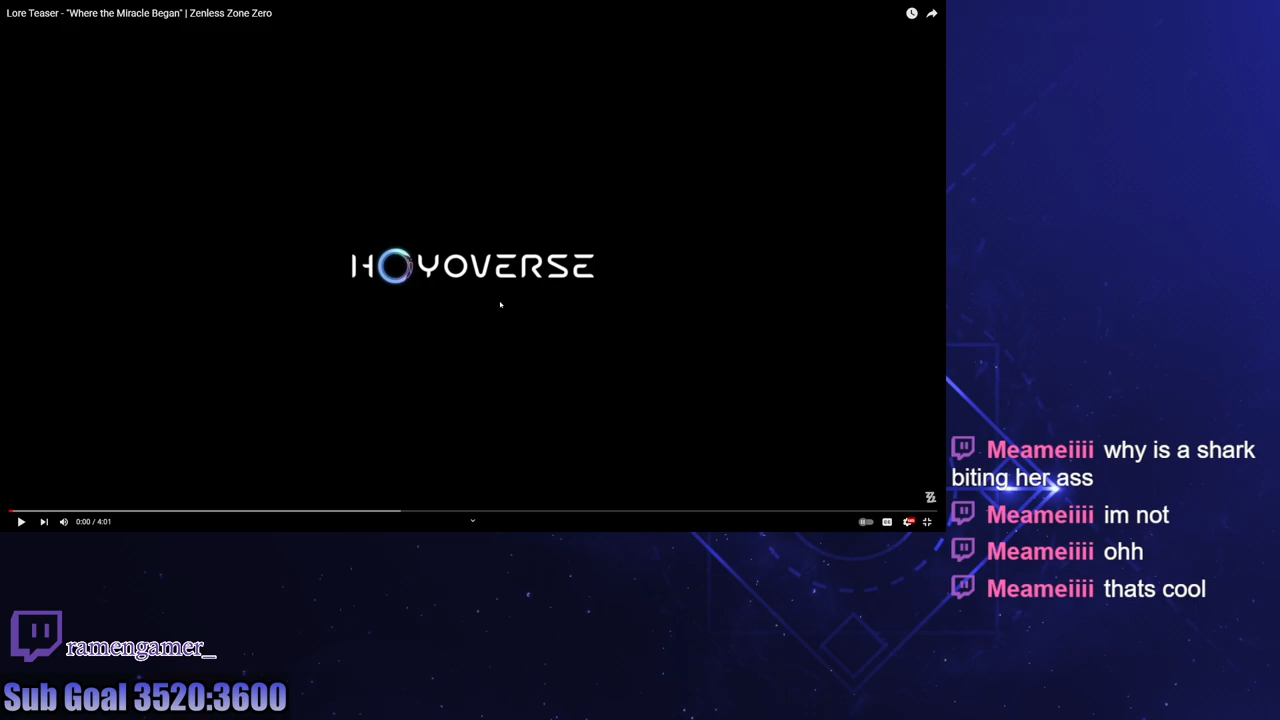 Lore Teaser - "Where the Miracle Began" | Zenless Zone Zero
HOYOVERSE
0:00 / 4:01
Meameiiii why is a shark
biting her ass
Meameiiii im not
Meameiiii ohh
Meameiiii thats cool
ramengamer_
Sub Goal 3520:3600